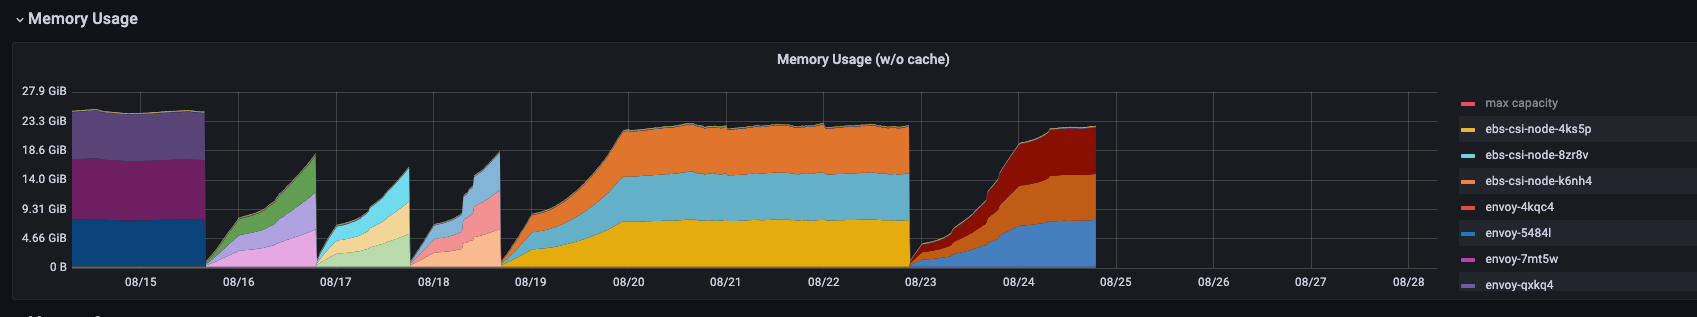 Memory Usage
Memory Usage (w/o cache)
27.9 GiB
23.3 GiB
18.6 GiB
14.0 GiB
9.31 GiB
4.66 GiB
0 B
08/15 08/16 08/17 08/18 08/19 08/20 08/21 08/22 08/23 08/24 08/25 08/26 08/27 08/28
max capacity
ebs-csi-node-4ks5p
ebs-csi-node-8zr8v
ebs-csi-node-k6nh4
envoy-4kqc4
envoy-5484l
envoy-7mt5w
envoy-qxkq4